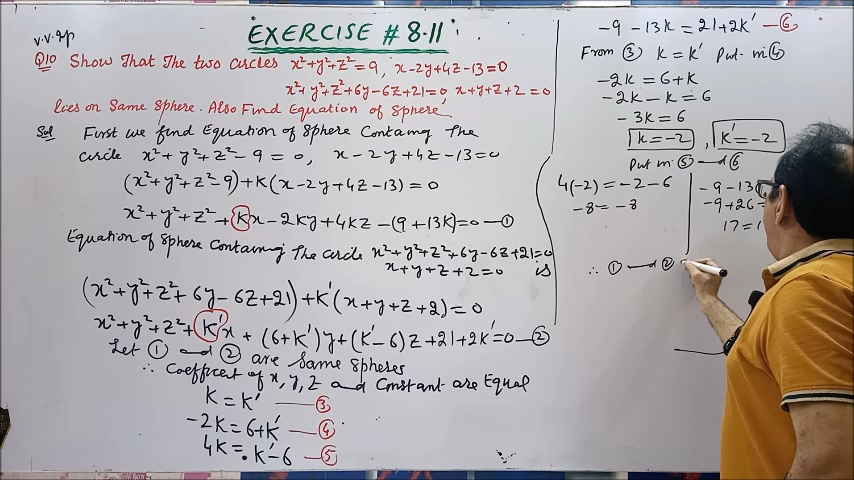 EXERCISE # 8.11
v.v. Ip
Q10 Show That The two circles x²+y²+z²=9, x-2y+4z-13=0
x²+y²+z²+6y-6z+21=0 x+y+z+2=0
lies on Same Sphere. Also Find Equation of Sphere
Sol First we find Equation of Sphere Containg The
circle x²+y²+z²-9=0, x-2y+4z-13=0
(x²+y²+z²-9)+K(x-2y+4z-13)=0
x²+y²+z²+Kx-2Ky+4Kz-(9+13K)=0 —①
Equation of Sphere Containing The Circle x²+y²+z²+6y-6z+21=0
x+y+z+2=0 is
(x²+y²+z²+6y-6z+21)+K'(x+y+z+2)=0
x²+y²+z²+K'x+(6+K')y+(K'-6)z+21+2K'=0—②
Let ① and ② are Same Spheres
∴ Coefficent of x, y, z and Constant are Equal
K = K' —③
-2K = 6+K' —④
4K = K'-6 —⑤
-9-13K = 21+2K' —⑥
From ③ K=K' Put in ④
-2K = 6+K
-2K-K = 6
-3K = 6
K=-2, K'=-2
Put in ⑤ and ⑥
4(-2) = -2-6
-8 = -8
-9-13(
-9+26=
17=1
∴ ① and ②